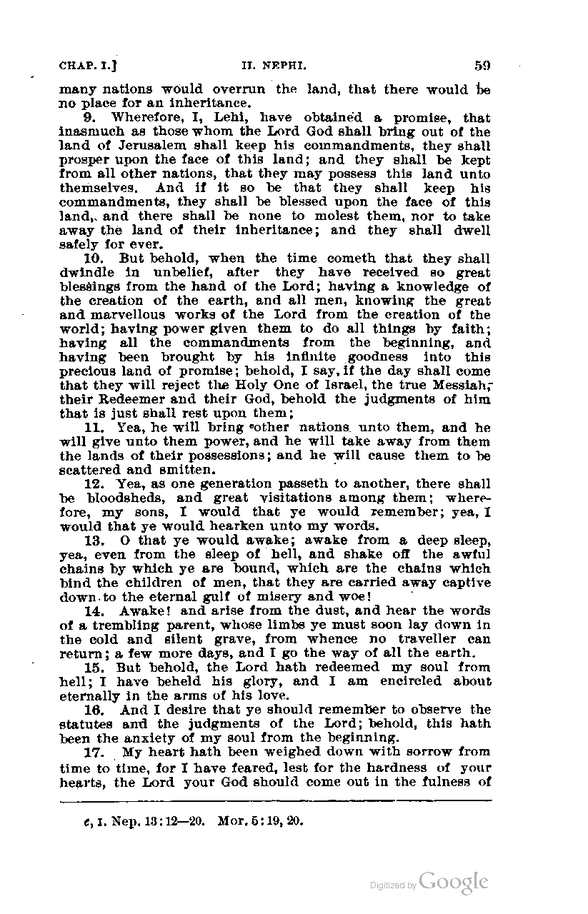 CHAP. I.] II. NEPHI. 59
many nations would overrun the land, that there would be
no place for an inheritance.
9. Wherefore, I, Lehi, have obtained a promise, that
inasmuch as those whom the Lord God shall bring out of the
land of Jerusalem shall keep his commandments, they shall
prosper upon the face of this land; and they shall be kept
from all other nations, that they may possess this land unto
themselves. And if it so be that they shall keep his
commandments, they shall be blessed upon the face of this
land, and there shall be none to molest them, nor to take
away the land of their inheritance; and they shall dwell
safely for ever.
10. But behold, when the time cometh that they shall
dwindle in unbelief, after they have received so great
blessings from the hand of the Lord; having a knowledge of
the creation of the earth, and all men, knowing the great
and marvellous works of the Lord from the creation of the
world; having power given them to do all things by faith;
having all the commandments from the beginning, and
having been brought by his infinite goodness into this
precious land of promise; behold, I say, if the day shall come
that they will reject the Holy One of Israel, the true Messiah,
their Redeemer and their God, behold the judgments of him
that is just shall rest upon them;
11. Yea, he will bring eother nations unto them, and he
will give unto them power, and he will take away from them
the lands of their possessions; and he will cause them to be
scattered and smitten.
12. Yea, as one generation passeth to another, there shall
be bloodsheds, and great visitations among them; where-
fore, my sons, I would that ye would remember; yea, I
would that ye would hearken unto my words.
13. O that ye would awake; awake from a deep sleep,
yea, even from the sleep of hell, and shake off the awful
chains by which ye are bound, which are the chains which
bind the children of men, that they are carried away captive
down to the eternal gulf of misery and woe!
14. Awake! and arise from the dust, and hear the words
of a trembling parent, whose limbs ye must soon lay down in
the cold and silent grave, from whence no traveller can
return; a few more days, and I go the way of all the earth.
15. But behold, the Lord hath redeemed my soul from
hell; I have beheld his glory, and I am encircled about
eternally in the arms of his love.
16. And I desire that ye should remember to observe the
statutes and the judgments of the Lord; behold, this hath
been the anxiety of my soul from the beginning.
17. My heart hath been weighed down with sorrow from
time to time, for I have feared, lest for the hardness of your
hearts, the Lord your God should come out in the fulness of
e, I. Nep. 13:12—20. Mor. 5:19, 20.
Digitized by Google